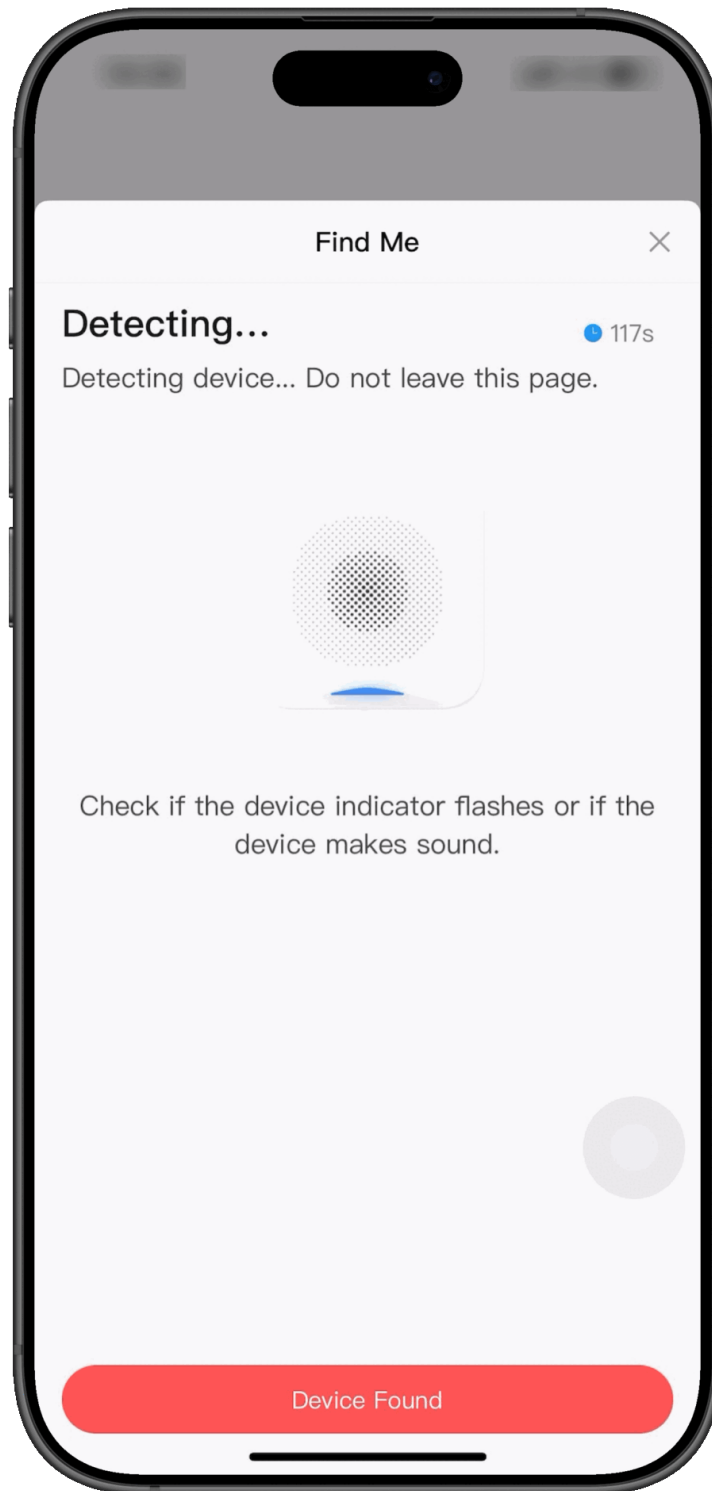 Find Me
Detecting...
117s
Detecting device... Do not leave this page.
Check if the device indicator flashes or if the
device makes sound.
Device Found